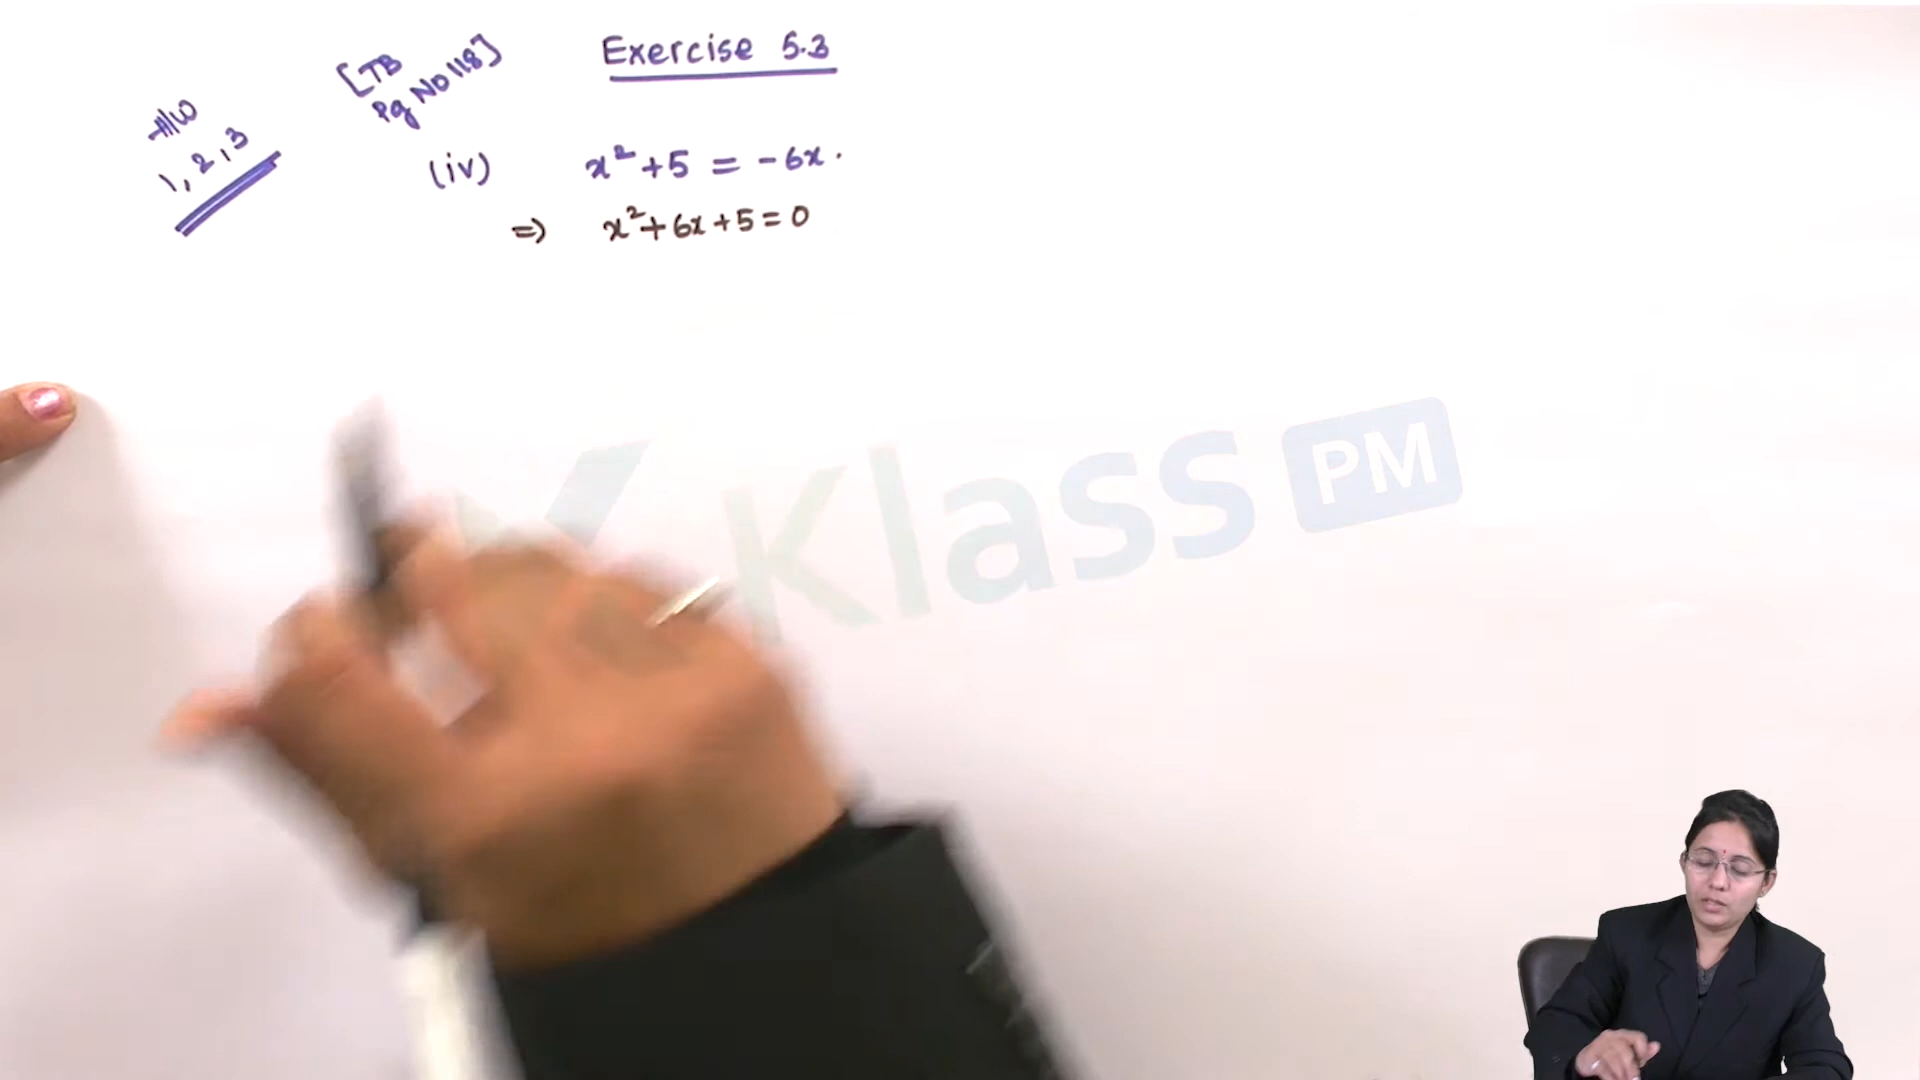 Exercise 5.3
[TB
Pg No 118]
H/W
1, 2, 3
(iv) x² + 5 = -6x.
=> x² + 6x + 5 = 0
Klass PM